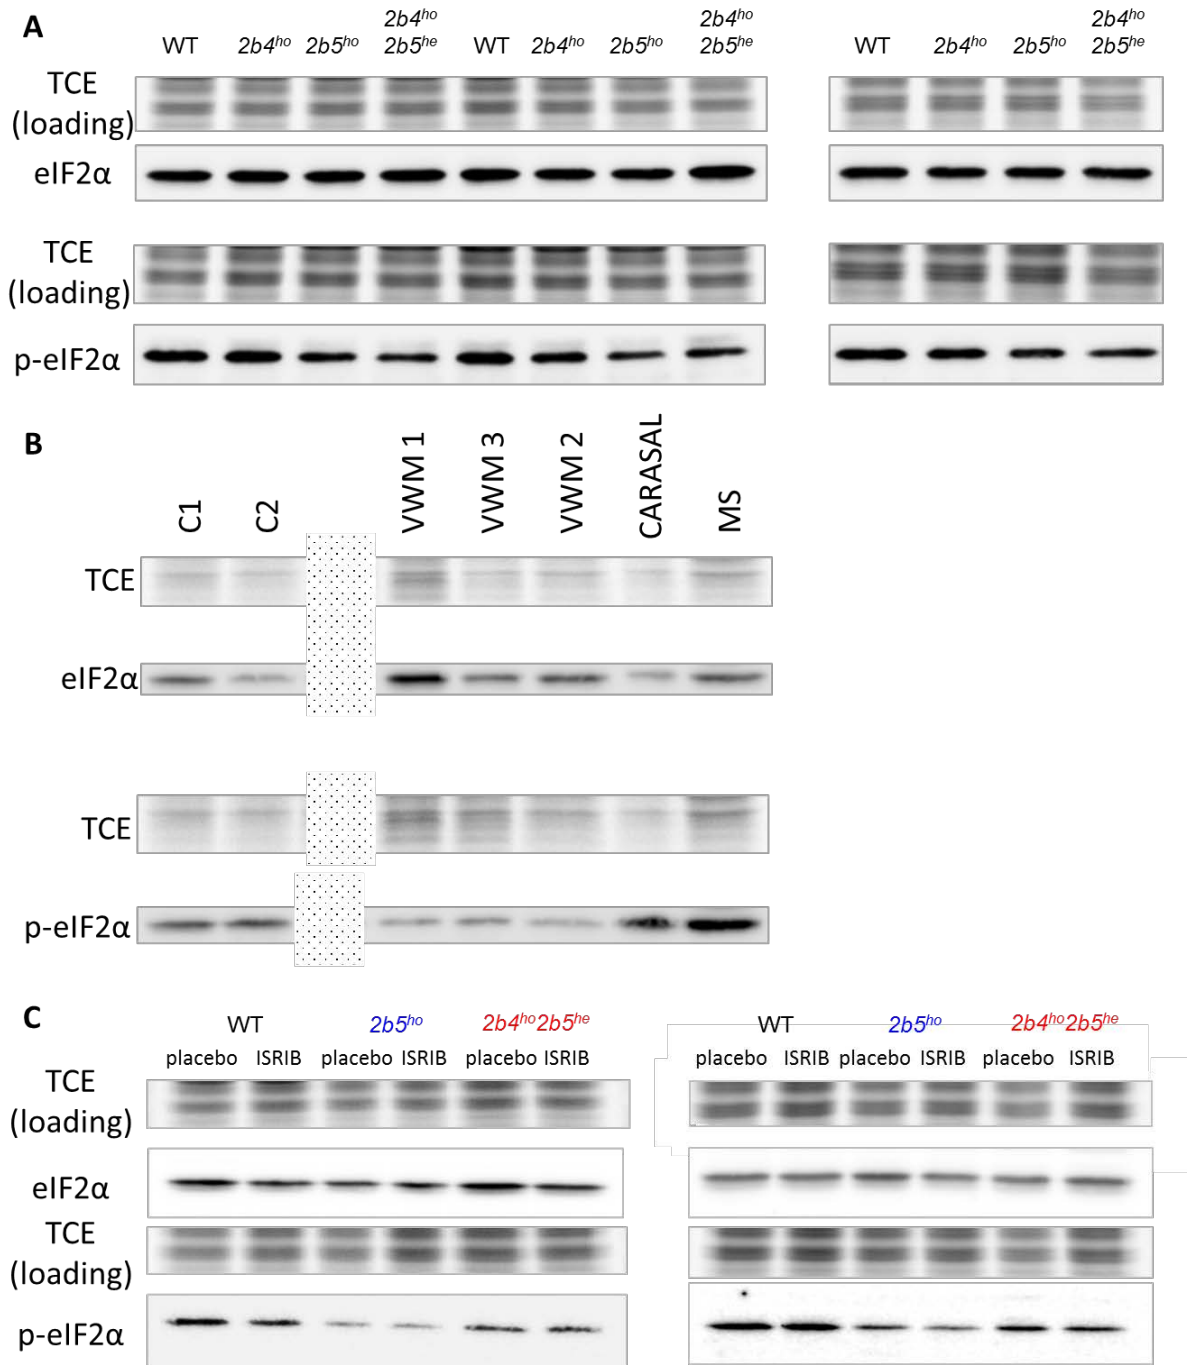 A
2b4ho 2b4ho 2b4ho
WT 2b4ho 2b5ho 2b5he WT 2b4ho 2b5ho 2b5he WT 2b4ho 2b5ho 2b5he
TCE
(loading)
eIF2α
TCE
(loading)
p-eIF2α
B
C1 C2 VWM 1 VWM 3 VWM 2 CARASAL MS
TCE
eIF2α
TCE
p-eIF2α
C
WT 2b5ho 2b4ho2b5he WT 2b5ho 2b4ho2b5he
placebo ISRIB placebo ISRIB placebo ISRIB placebo ISRIB placebo ISRIB placebo ISRIB
TCE
(loading)
eIF2α
TCE
(loading)
p-eIF2α